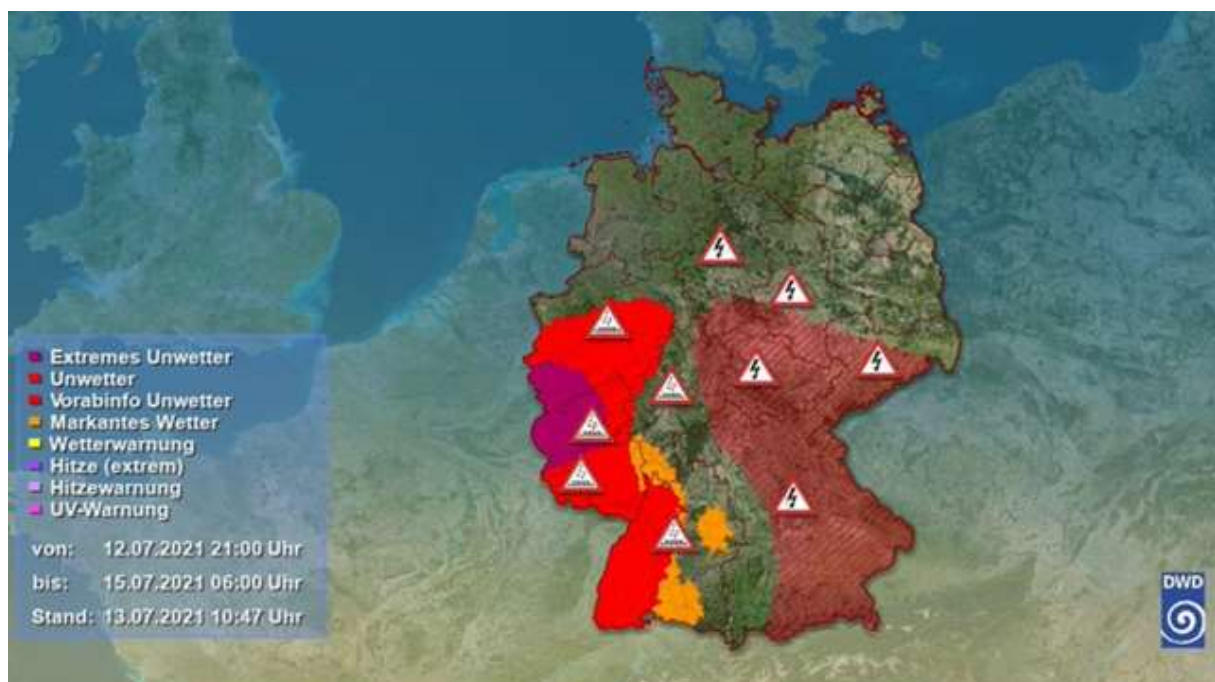 Extremes Unwetter
Unwetter
Vorabinfo Unwetter
Markantes Wetter
Wetterwarnung
Hitze (extrem)
Hitzewarnung
UV-Warnung
von: 12.07.2021 21:00 Uhr
bis: 15.07.2021 06:00 Uhr
Stand: 13.07.2021 10:47 Uhr
DWD